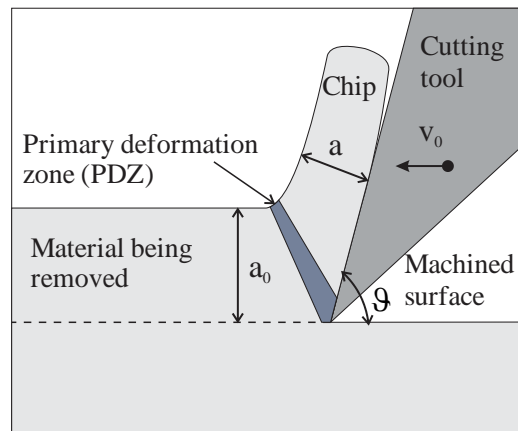 Cutting
tool
Chip
v₀
Primary deformation
zone (PDZ)
a
Material being
removed
a₀
Machined
surface
ϑ